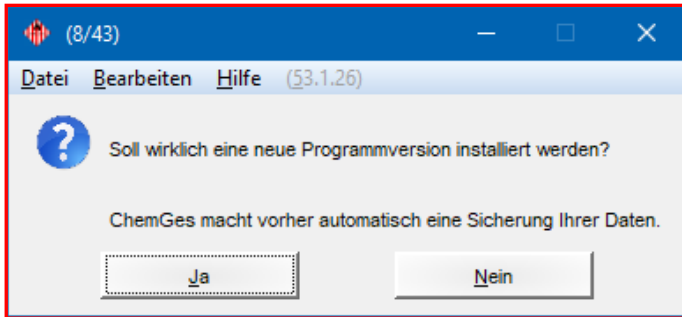 (8/43)
Datei Bearbeiten Hilfe (53.1.26)
Soll wirklich eine neue Programmversion installiert werden?
ChemGes macht vorher automatisch eine Sicherung Ihrer Daten.
Ja Nein